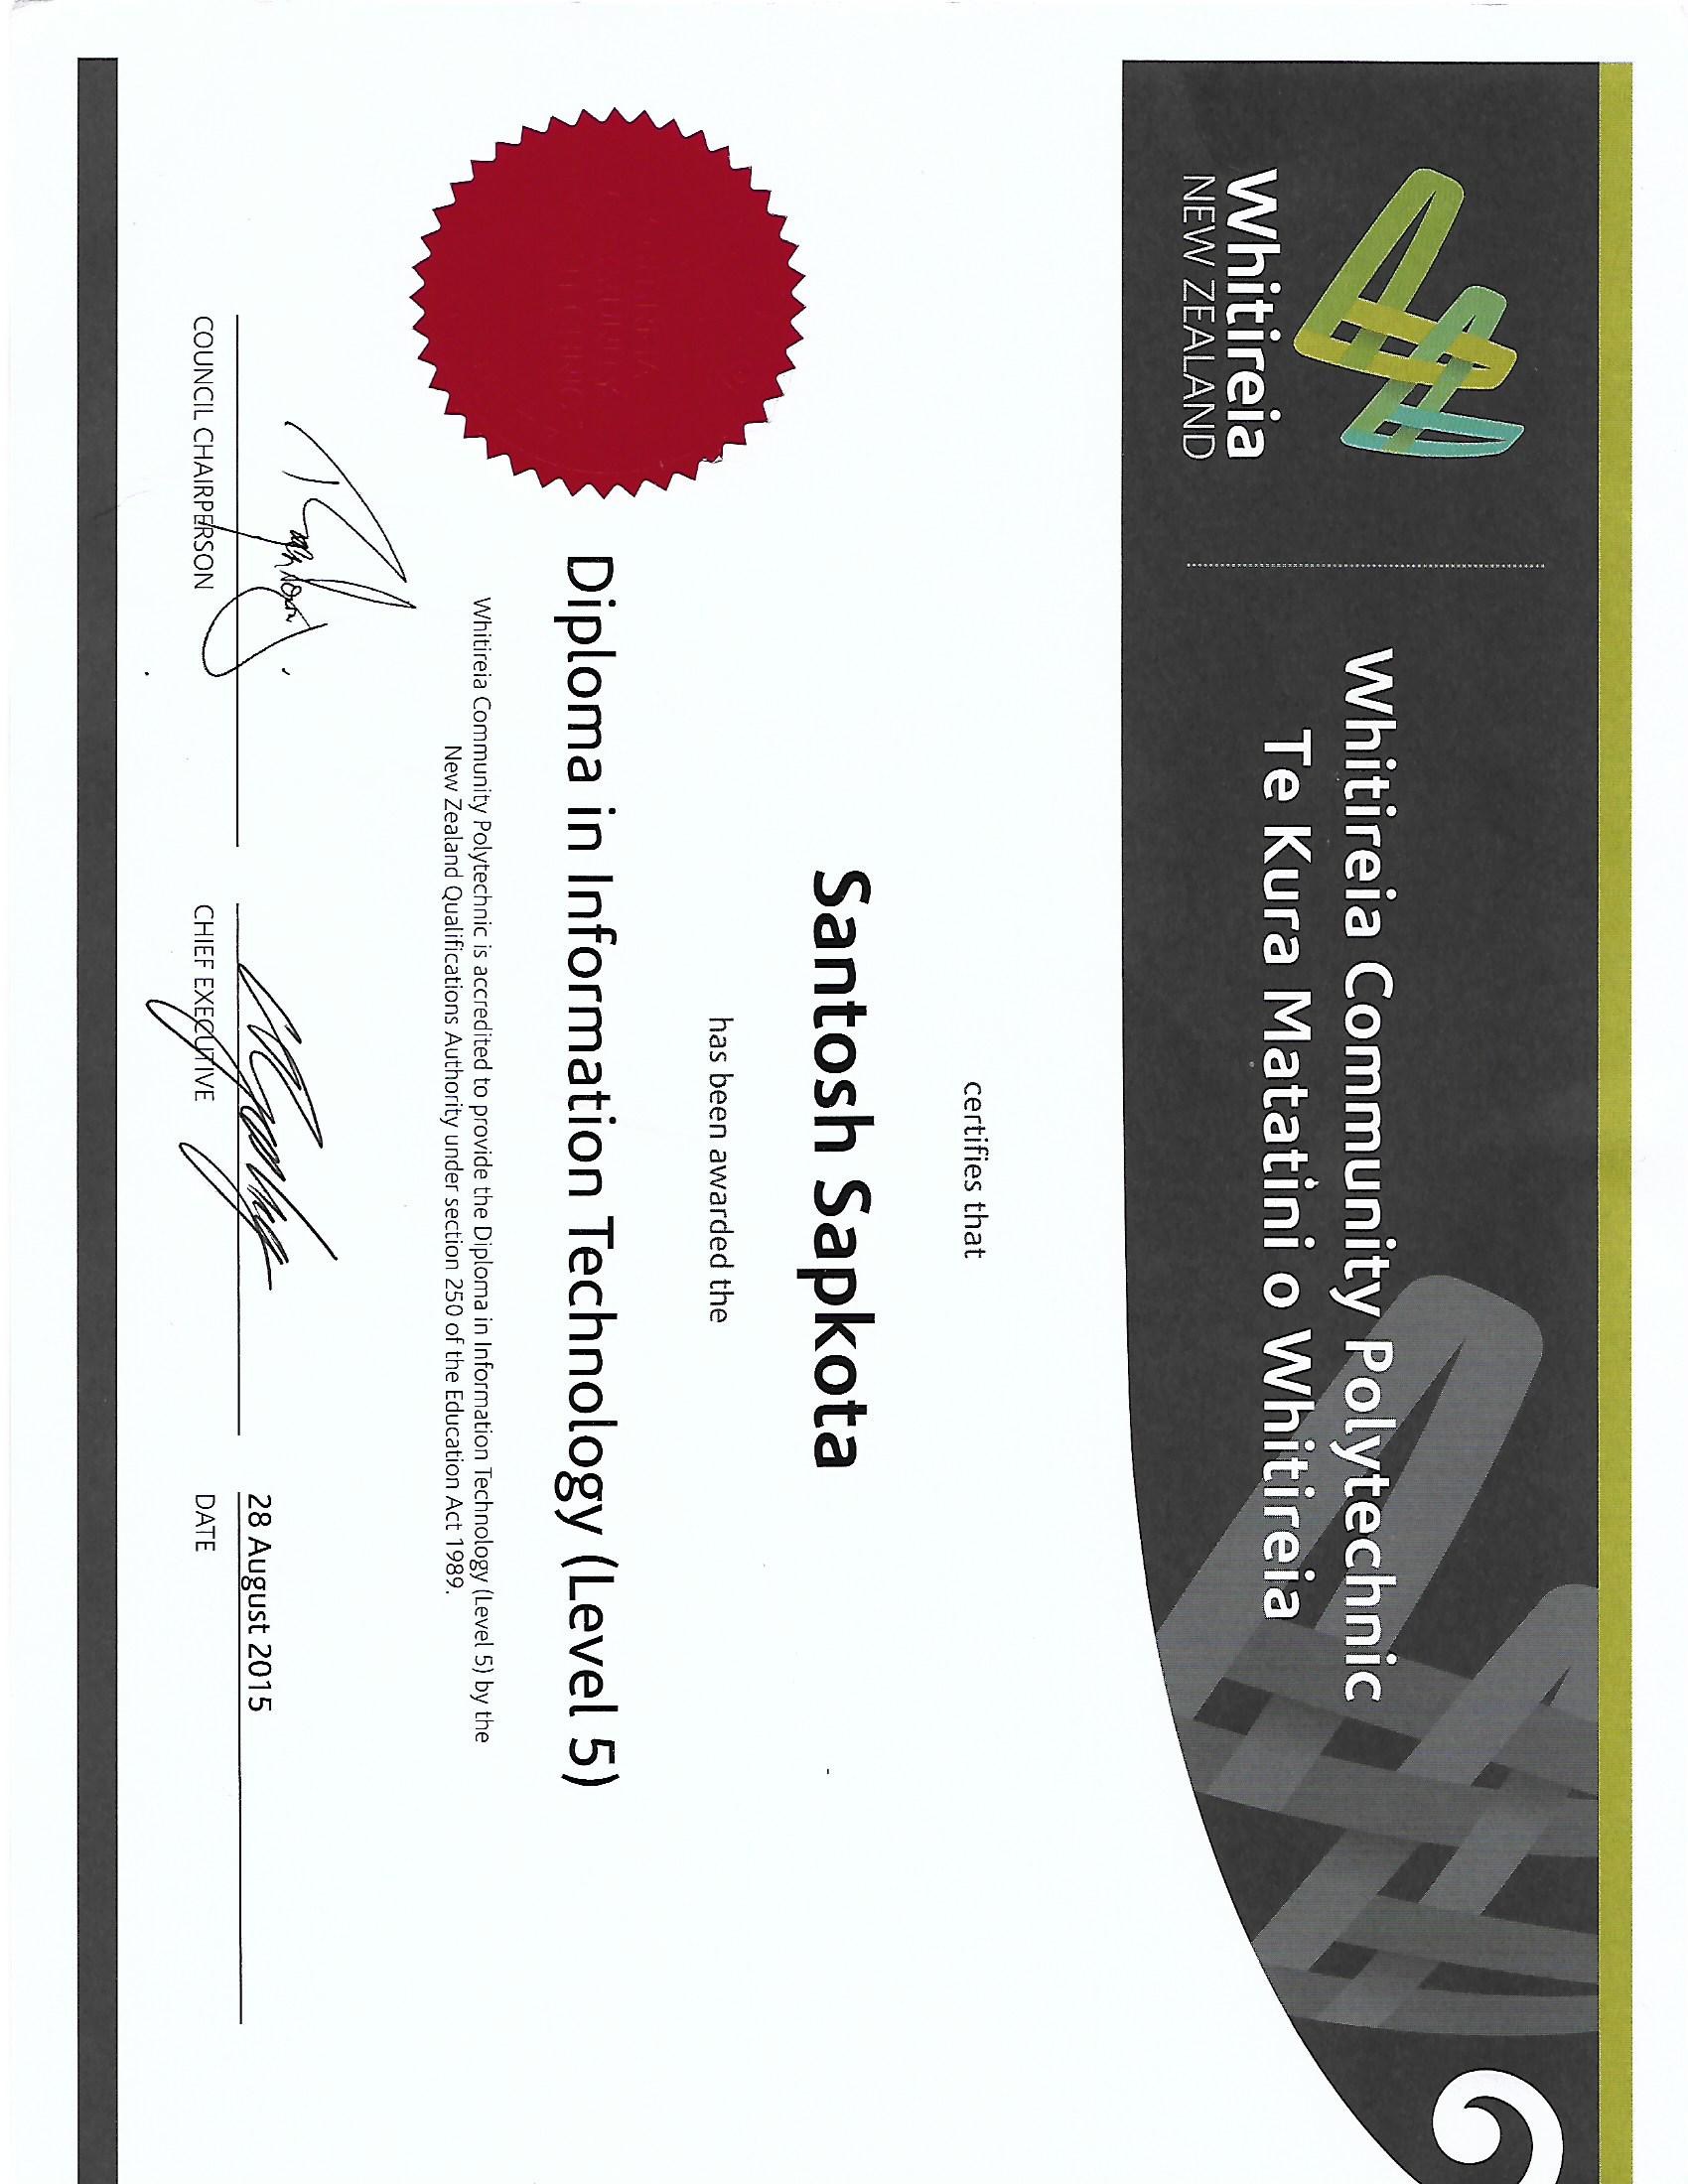 Whitireia
NEW ZEALAND
Whitireia Community Polytechnic
Te Kura Matatini o Whitireia
certifies that
Santosh Sapkota
has been awarded the
Diploma in Information Technology (Level 5)
Whitireia Community Polytechnic is accredited to provide the Diploma in Information Technology (Level 5) by the
New Zealand Qualifications Authority under section 250 of the Education Act 1989.
28 August 2015
COUNCIL CHAIRPERSON
CHIEF EXECUTIVE
DATE